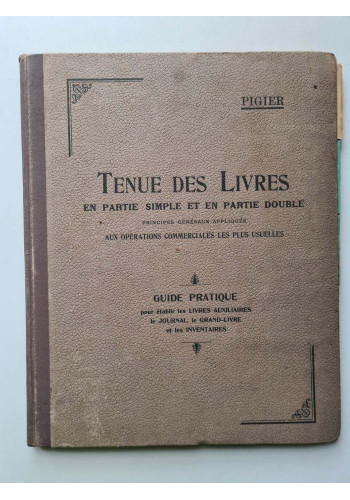 PIGIER
TENUE DES LIVRES
EN PARTIE SIMPLE ET EN PARTIE DOUBLE
PRINCIPES GÉNÉRAUX APPLIQUÉS
AUX OPÉRATIONS COMMERCIALES LES PLUS USUELLES
GUIDE PRATIQUE
pour établir les LIVRES AUXILIAIRES
le JOURNAL, le GRAND-LIVRE
et les INVENTAIRES